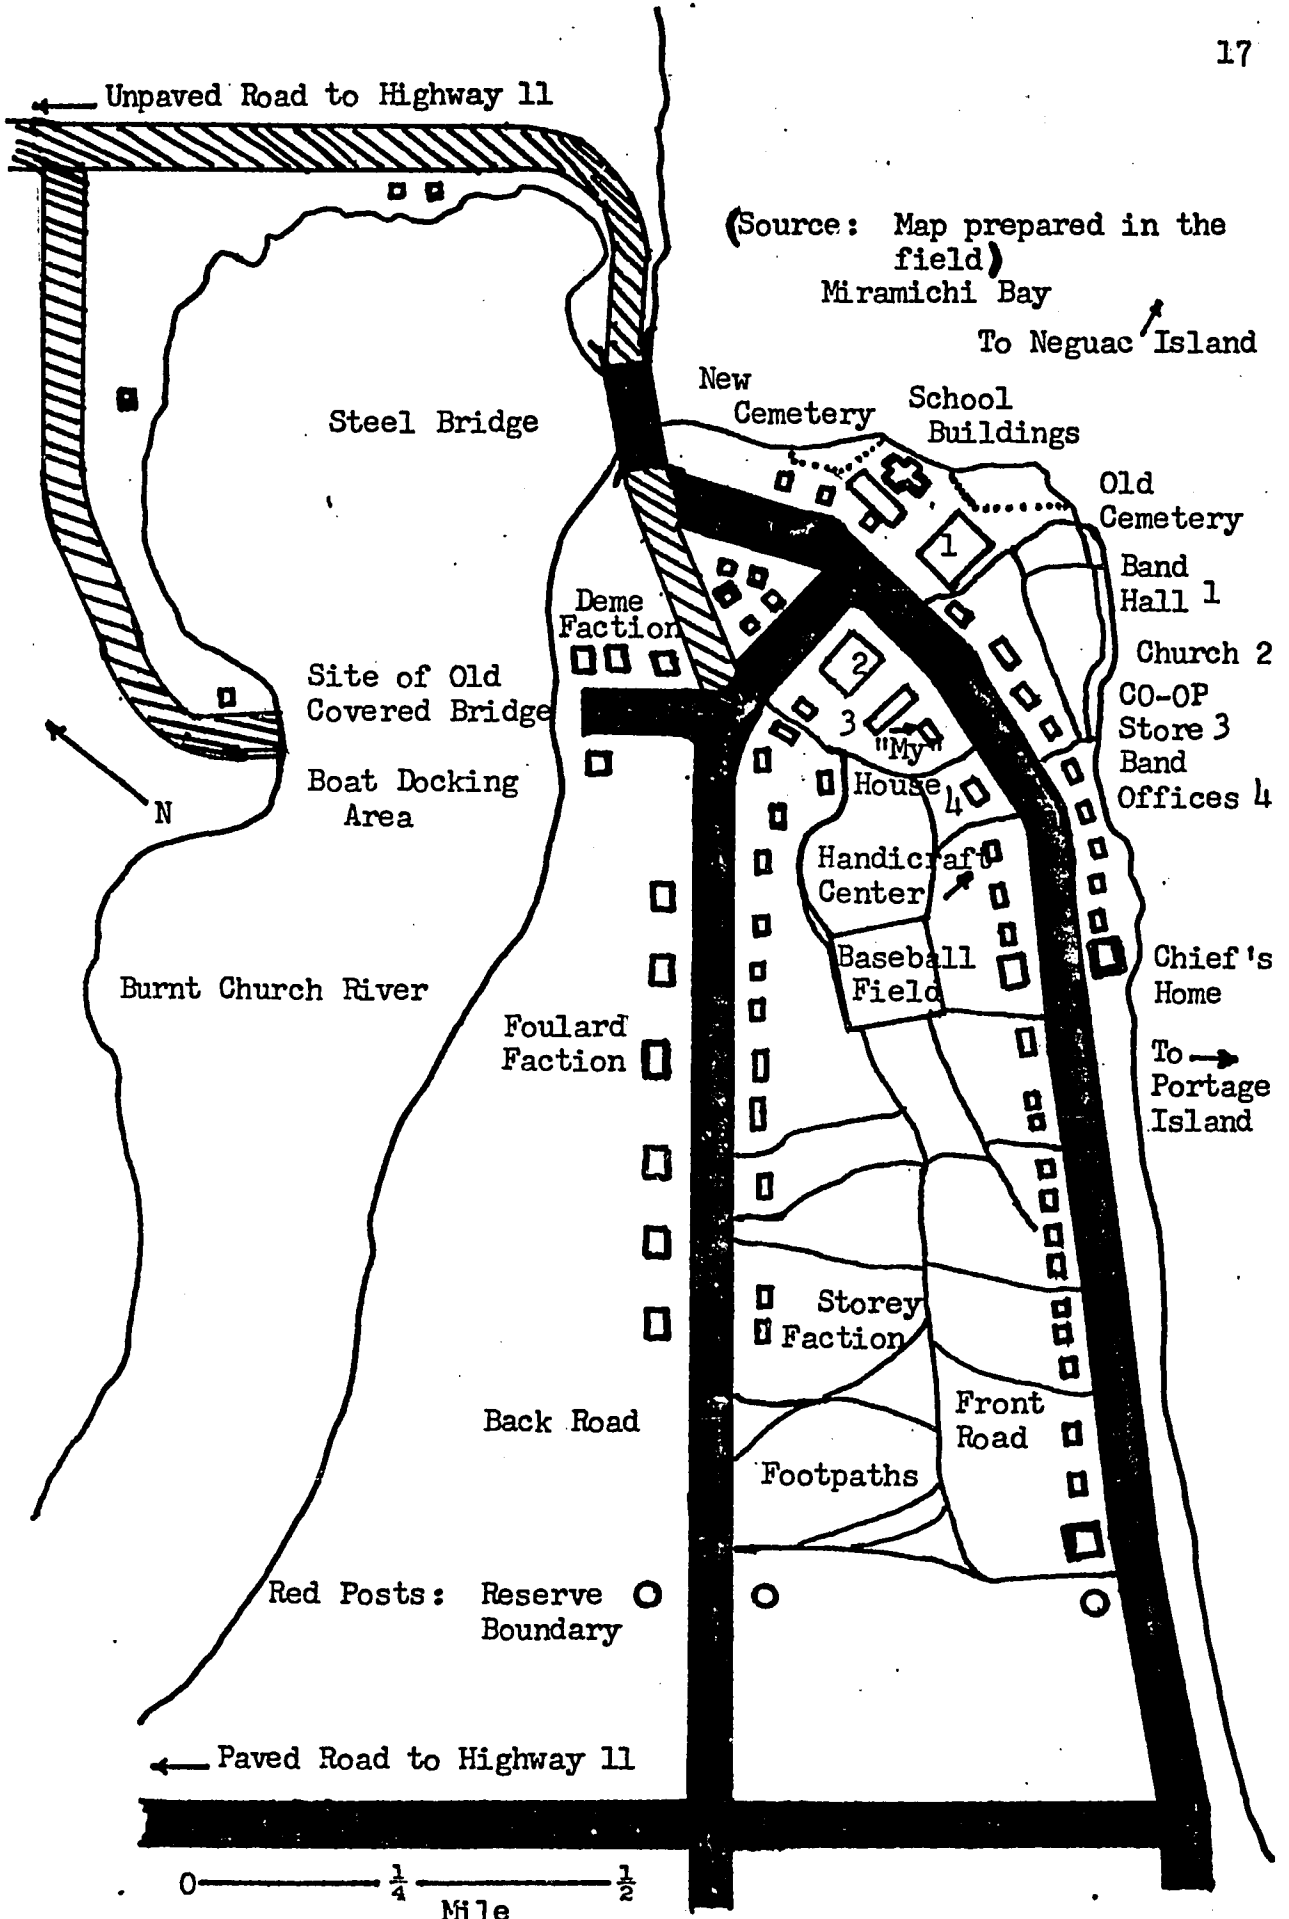 17
Unpaved Road to Highway 11
(Source: Map prepared in the
field)
Miramichi Bay
To Neguac Island
New
Cemetery
School
Buildings
Steel Bridge
Old
Cemetery
1
Band
Hall 1
Deme
Faction
2
Church 2
Site of Old
Covered Bridge
CO-OP
Store 3
3
"My"
House
Band
Offices 4
4
Boat Docking
Area
N
Handicraft
Center
Baseball
Field
Chief's
Home
Burnt Church River
Foulard
Faction
To
Portage
Island
Storey
Faction
Back Road
Front
Road
Footpaths
Red Posts: Reserve
Boundary
Paved Road to Highway 11
0 1/4 1/2
Mile